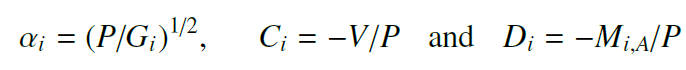 αᵢ = (P/Gᵢ)^{1/2}, Cᵢ = −V/P and Dᵢ = −M_{i,A}/P